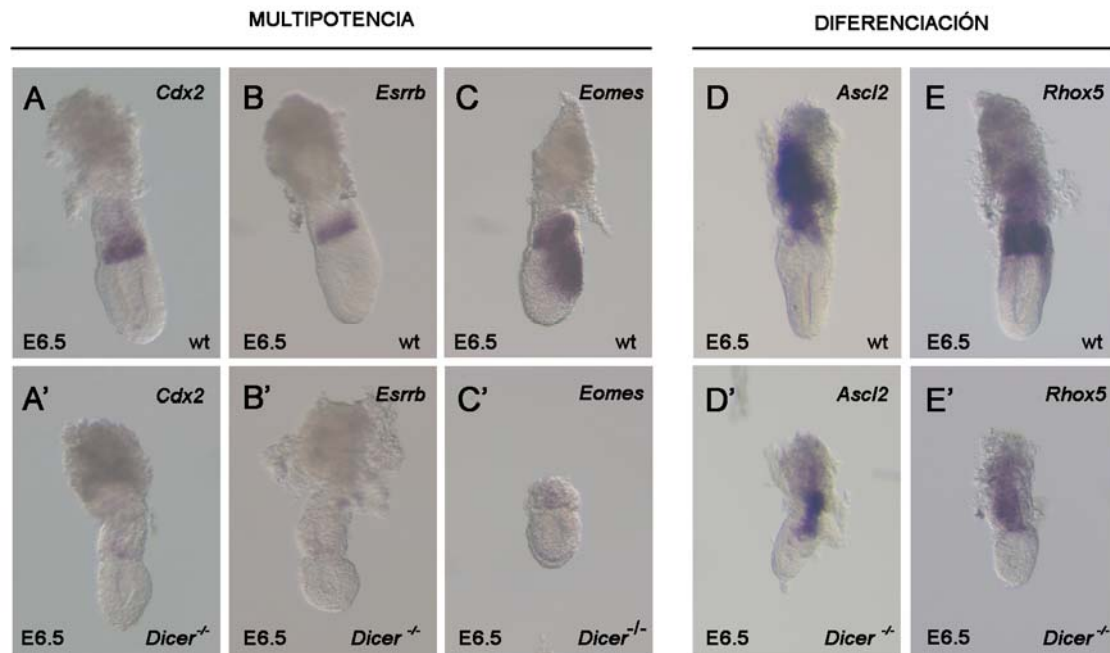 MULTIPOTENCIA
DIFERENCIACIÓN
A Cdx2
E6.5 wt
B Esrrb
E6.5 wt
C Eomes
E6.5 wt
D Ascl2
E6.5 wt
E Rhox5
E6.5 wt
A' Cdx2
E6.5 Dicer-/-
B' Esrrb
E6.5 Dicer -/-
C' Eomes
E6.5 Dicer-/-
D' Ascl2
E6.5 Dicer -/-
E' Rhox5
E6.5 Dicer -/-